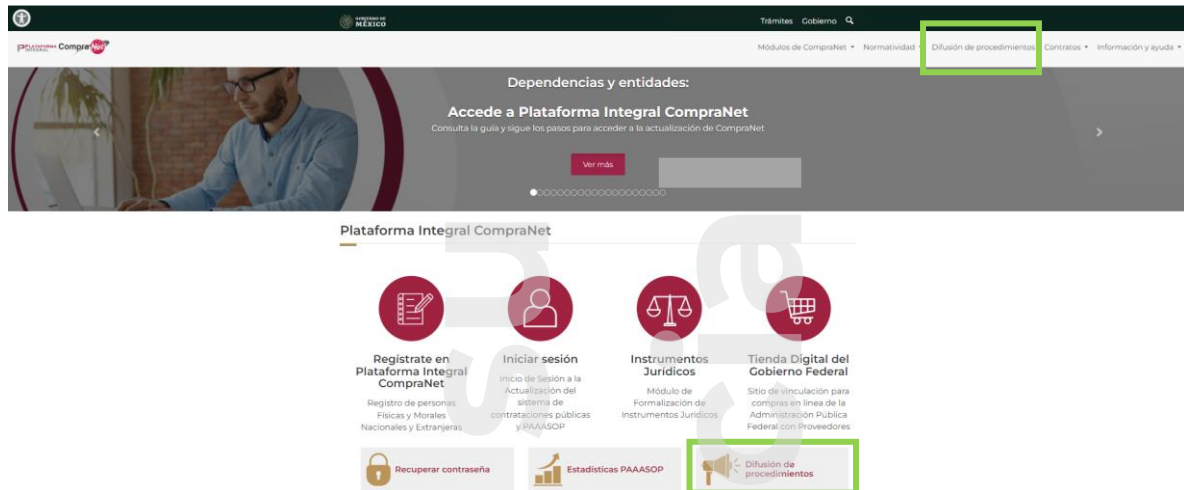 GOBIERNO DE
MÉXICO
Trámites Gobierno
PLATAFORMA INTEGRAL CompraNet
Módulos de CompraNet Normatividad Difusión de procedimientos Contratos Información y ayuda
Dependencias y entidades:
Accede a Plataforma Integral CompraNet
Consulta la guía y sigue los pasos para acceder a la actualización de CompraNet
Ver más
Plataforma Integral CompraNet
Regístrate en
Plataforma Integral
CompraNet
Registro de personas
Físicas y Morales
Nacionales y Extranjeras
Iniciar sesión
Inicio de Sesión a la
Actualización del
sistema de
contrataciones públicas
y PAAASOP
Instrumentos
Jurídicos
Módulo de
Formalización de
Instrumentos Jurídicos
Tienda Digital del
Gobierno Federal
Sitio de vinculación para
compras en línea de la
Administración Pública
Federal con Proveedores
Recuperar contraseña
Estadísticas PAAASOP
Difusión de
procedimientos